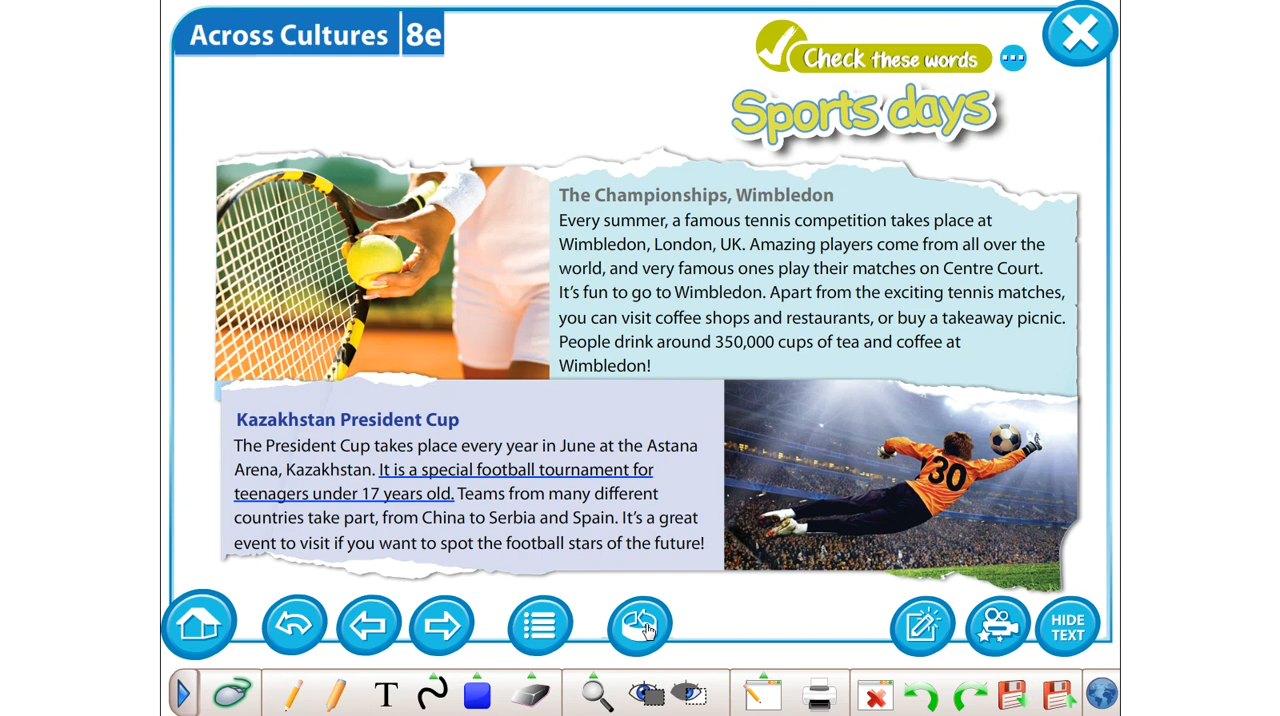 Across Cultures 8e
Check these words
Sports days
The Championships, Wimbledon
Every summer, a famous tennis competition takes place at
Wimbledon, London, UK. Amazing players come from all over the
world, and very famous ones play their matches on Centre Court.
It's fun to go to Wimbledon. Apart from the exciting tennis matches,
you can visit coffee shops and restaurants, or buy a takeaway picnic.
People drink around 350,000 cups of tea and coffee at
Wimbledon!
Kazakhstan President Cup
The President Cup takes place every year in June at the Astana
Arena, Kazakhstan. It is a special football tournament for
teenagers under 17 years old. Teams from many different
countries take part, from China to Serbia and Spain. It's a great
event to visit if you want to spot the football stars of the future!
30
HIDE
TEXT
T